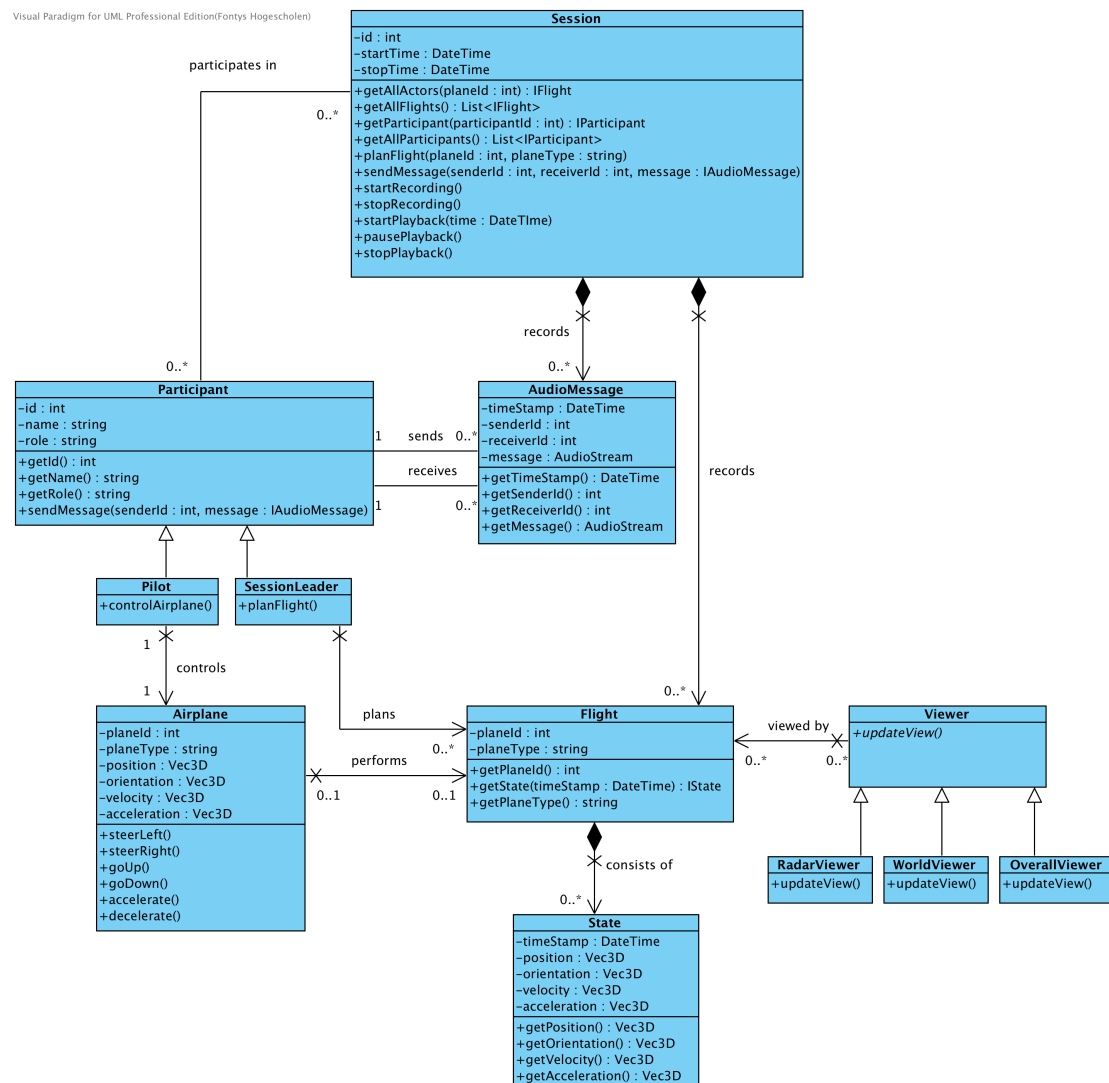 Visual Paradigm for UML Professional Edition(Fontys Hogescholen)
Session
-id : int
-startTime : DateTime
-stopTime : DateTime
+getAllActors(planeId : int) : IFlight
+getAllFlights() : List<IFlight>
+getParticipant(participantId : int) : IParticipant
+getAllParticipants() : List<IParticipant>
+planFlight(planeId : int, planeType : string)
+sendMessage(senderId : int, receiverId : int, message : IAudioMessage)
+startRecording()
+stopRecording()
+startPlayback(time : DateTIme)
+pausePlayback()
+stopPlayback()
participates in
0..*
0..*
records
0..*
records
0..*
Participant
-id : int
-name : string
-role : string
+getId() : int
+getName() : string
+getRole() : string
+sendMessage(senderId : int, message : IAudioMessage)
1 sends 0..*
receives
1 0..*
AudioMessage
-timeStamp : DateTime
-senderId : int
-receiverId : int
-message : AudioStream
+getTimeStamp() : DateTime
+getSenderId() : int
+getReceiverId() : int
+getMessage() : AudioStream
Pilot
+controlAirplane()
SessionLeader
+planFlight()
1
controls
1
plans
0..*
Airplane
-planeId : int
-planeType : string
-position : Vec3D
-orientation : Vec3D
-velocity : Vec3D
-acceleration : Vec3D
+steerLeft()
+steerRight()
+goUp()
+goDown()
+accelerate()
+decelerate()
performs
0..1 0..1
Flight
-planeId : int
-planeType : string
+getPlaneId() : int
+getState(timeStamp : DateTime) : IState
+getPlaneType() : string
viewed by
0..* 0..*
Viewer
+updateView()
RadarViewer
+updateView()
WorldViewer
+updateView()
OverallViewer
+updateView()
consists of
0..*
State
-timeStamp : DateTime
-position : Vec3D
-orientation : Vec3D
-velocity : Vec3D
-acceleration : Vec3D
+getPosition() : Vec3D
+getOrientation() : Vec3D
+getVelocity() : Vec3D
+getAcceleration() : Vec3D